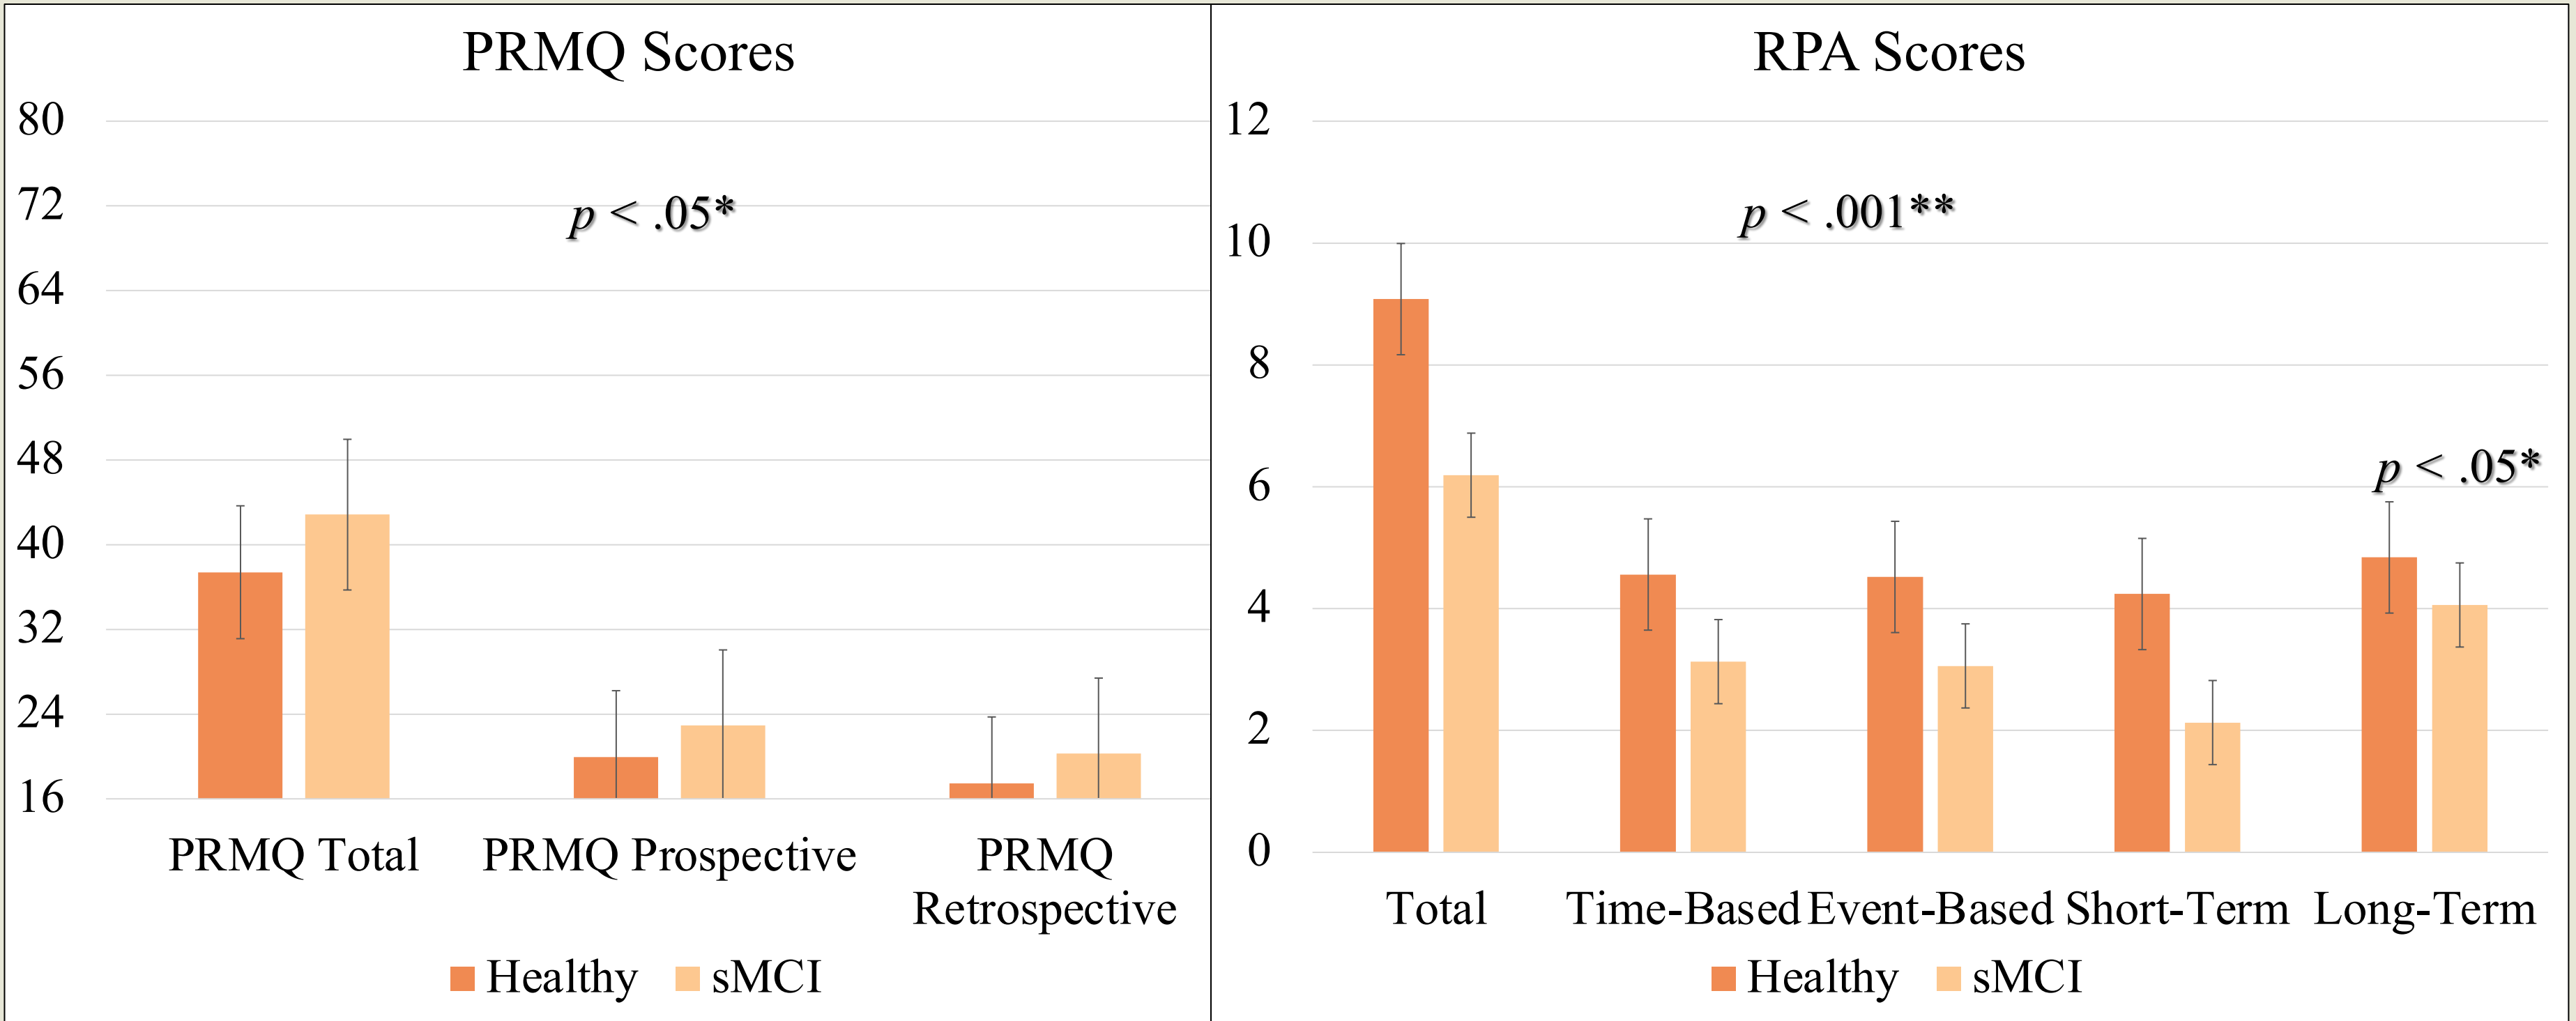 PRMQ Scores
80
72
64
56
48
40
32
24
16
p < .05*
PRMQ Total
PRMQ Prospective
PRMQ
Retrospective
Healthy
sMCI
RPA Scores
12
10
8
6
4
2
0
p < .001**
p < .05*
Total
Time-Based
Event-Based
Short-Term
Long-Term
Healthy
sMCI